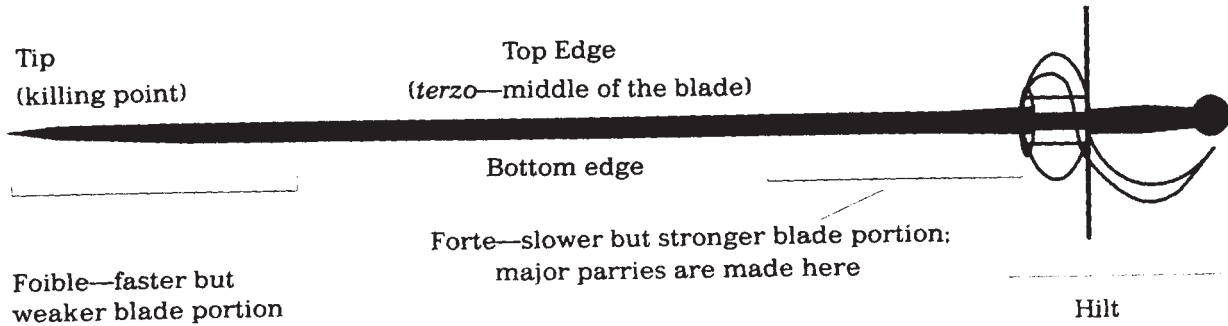 Tip
(killing point)
Top Edge
(terzo—middle of the blade)
Bottom edge
Forte—slower but stronger blade portion;
major parries are made here
Foible—faster but
weaker blade portion
Hilt